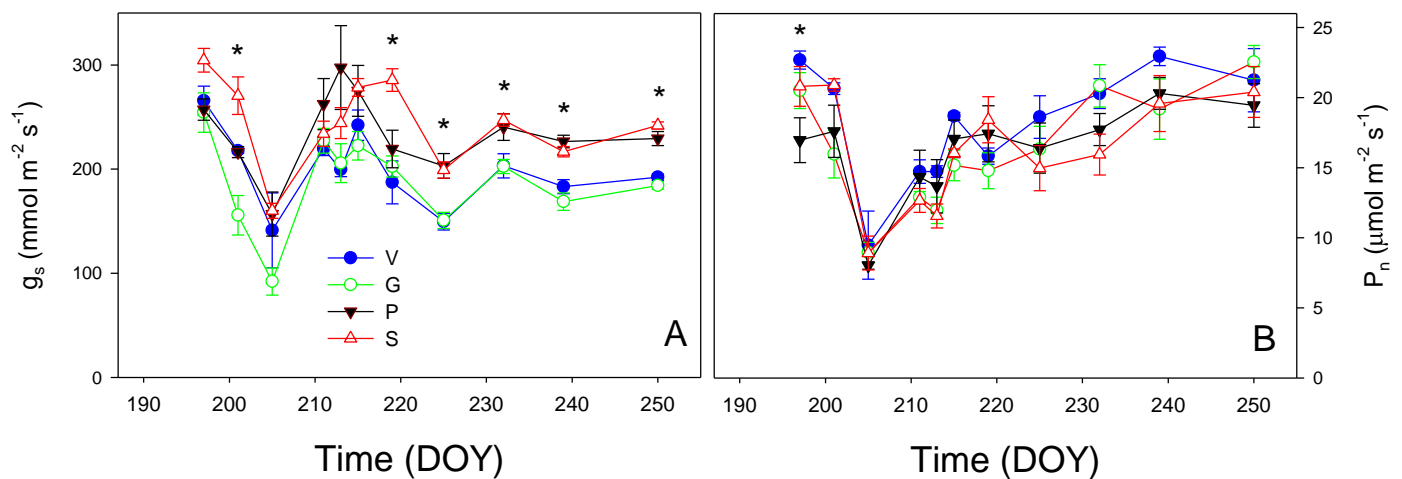 * * * * * * *
300
200
100
0
g_s (mmol m⁻² s⁻¹)
V
G
P
S
A
190 200 210 220 230 240 250
Time (DOY)
*
25
20
15
10
5
0
P_n (μmol m⁻² s⁻¹)
B
190 200 210 220 230 240 250
Time (DOY)